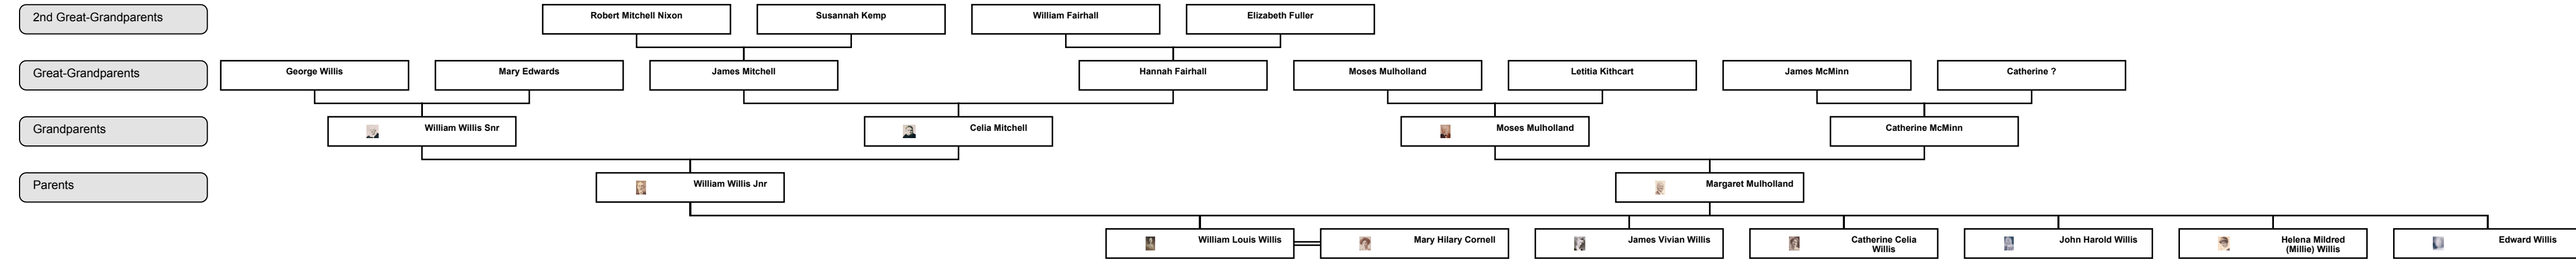 2nd Great-Grandparents
Robert Mitchell Nixon
Susannah Kemp
William Fairhall
Elizabeth Fuller
Great-Grandparents
George Willis
Mary Edwards
James Mitchell
Hannah Fairhall
Moses Mulholland
Letitia Kithcart
James McMinn
Catherine ?
Grandparents
William Willis Snr
Celia Mitchell
Moses Mulholland
Catherine McMinn
Parents
William Willis Jnr
Margaret Mulholland
William Louis Willis
Mary Hilary Cornell
James Vivian Willis
Catherine Celia
Willis
John Harold Willis
Helena Mildred
(Millie) Willis
Edward Willis